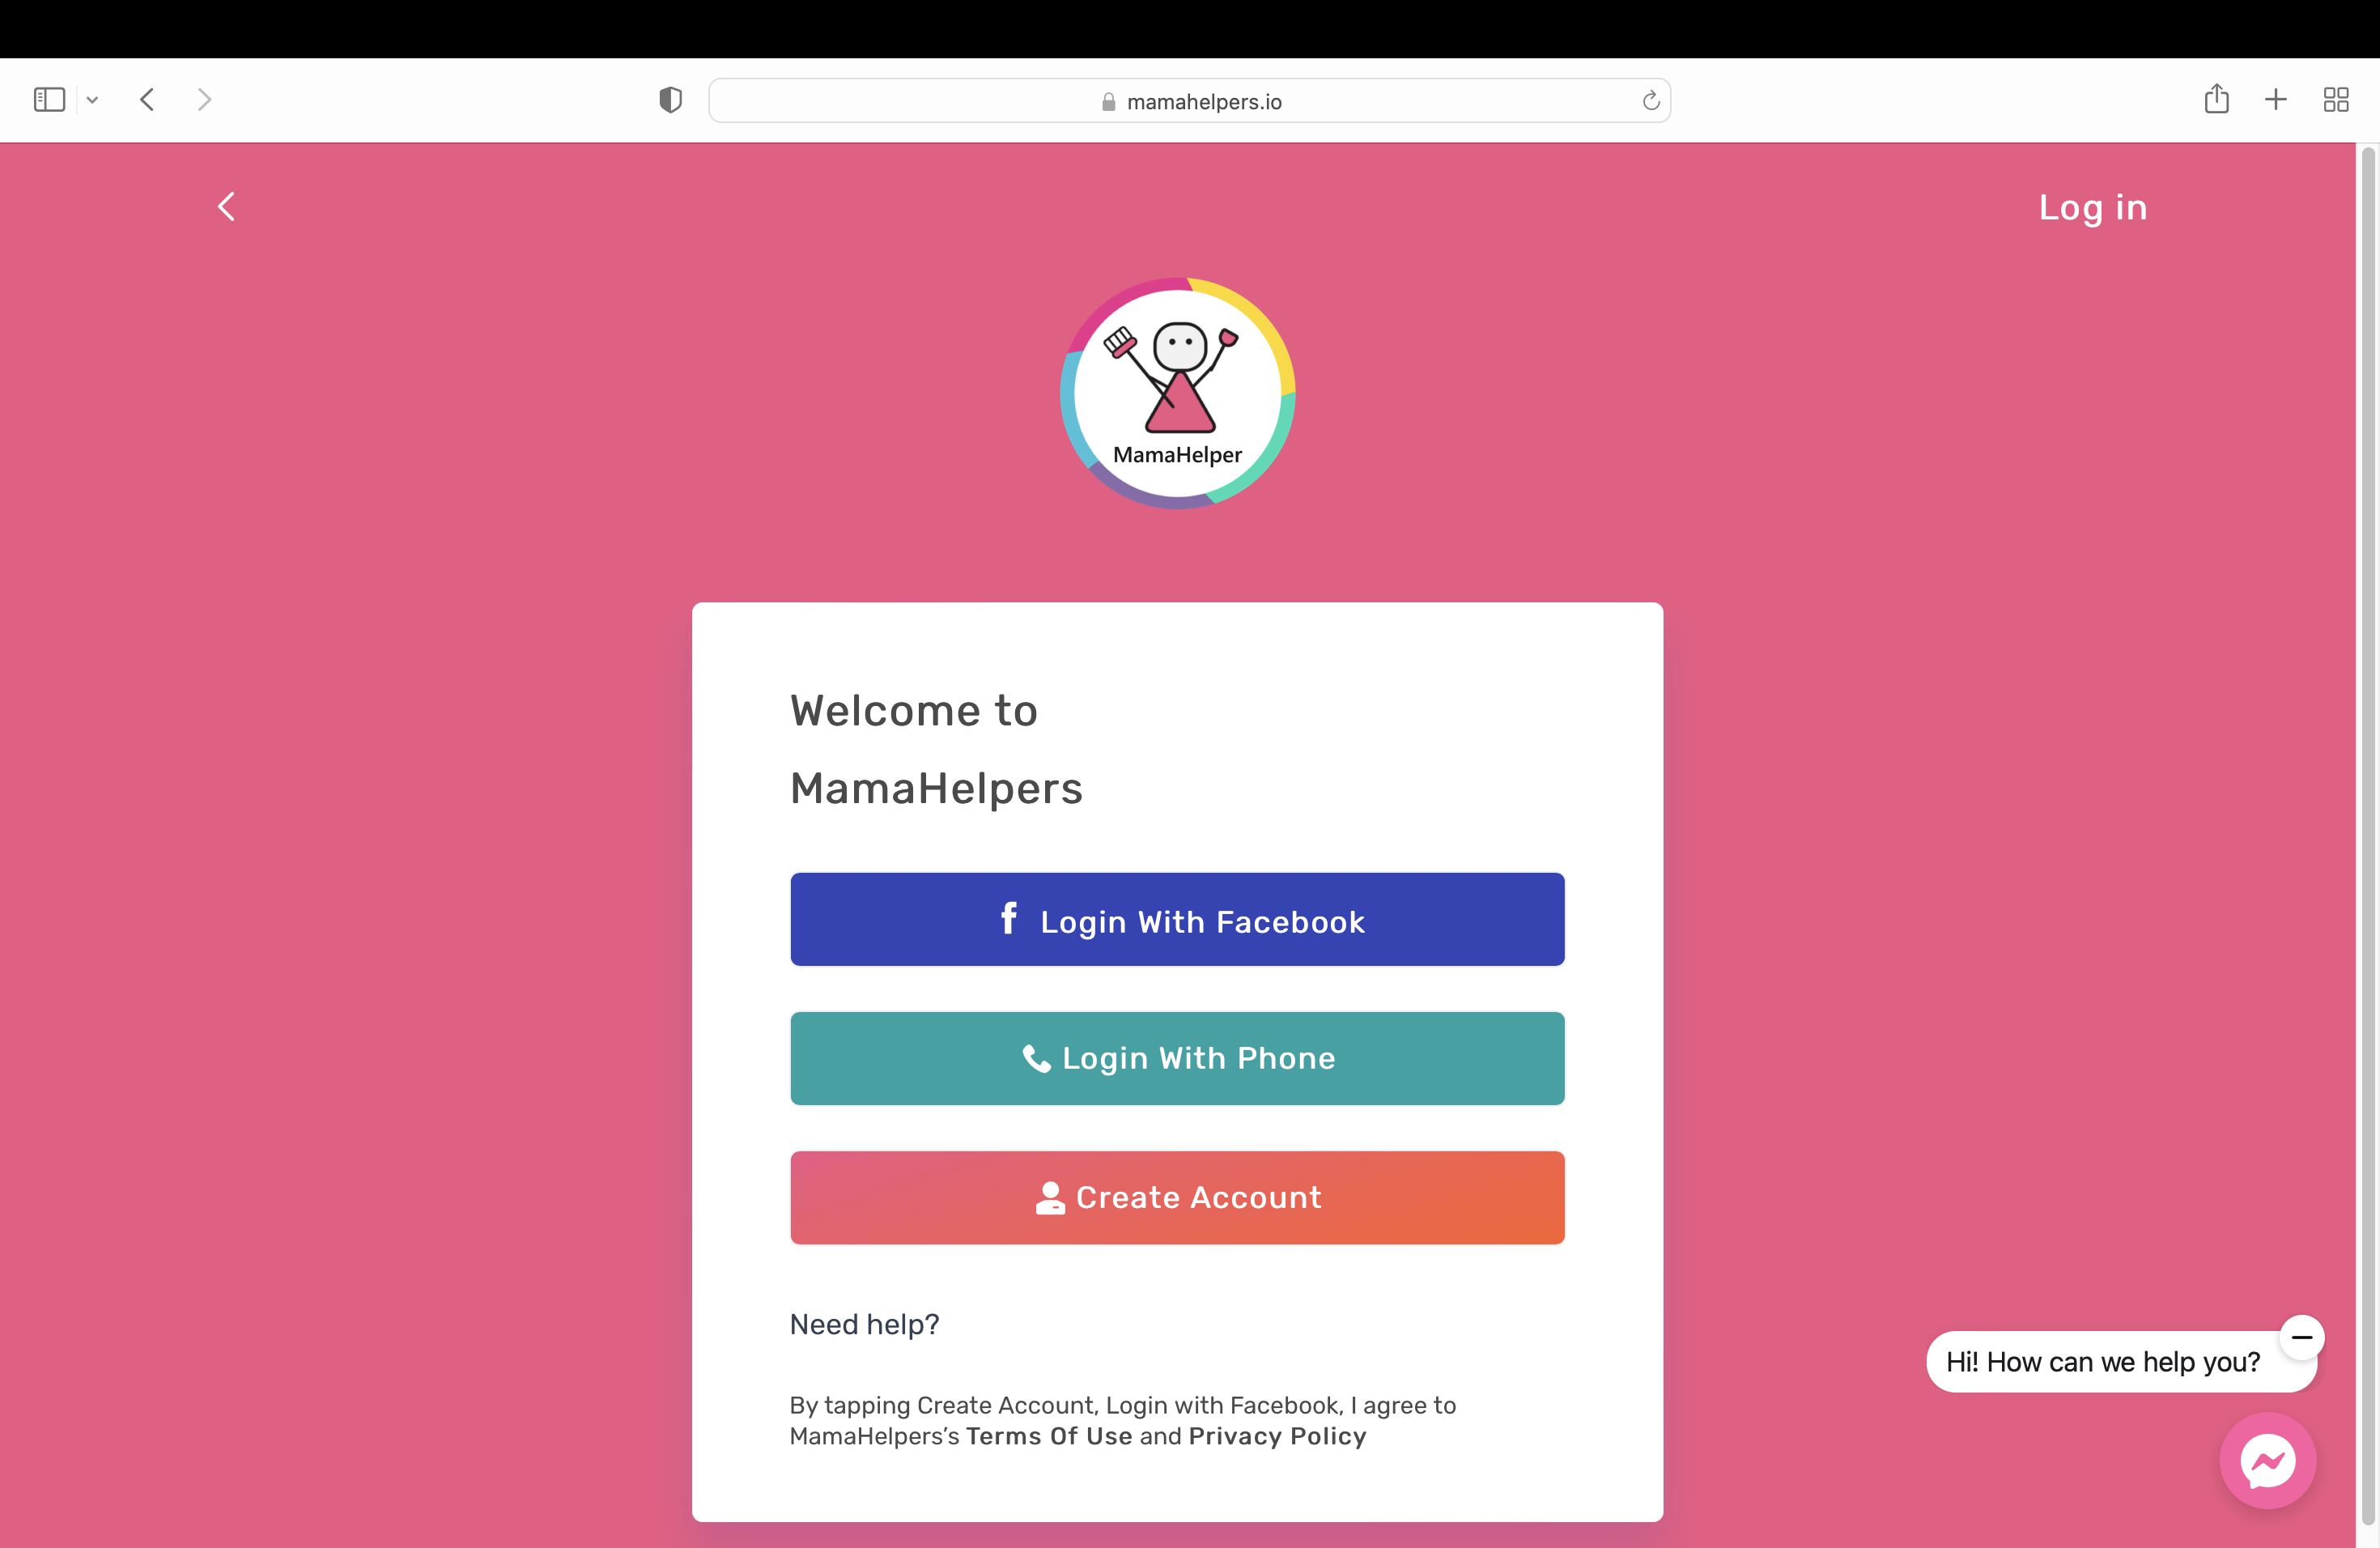 mamahelpers.io
Log in
MamaHelper
Welcome to
MamaHelpers
f Login With Facebook
Login With Phone
Create Account
Need help?
Hi! How can we help you?
By tapping Create Account, Login with Facebook, I agree to
MamaHelpers’s Terms Of Use and Privacy Policy